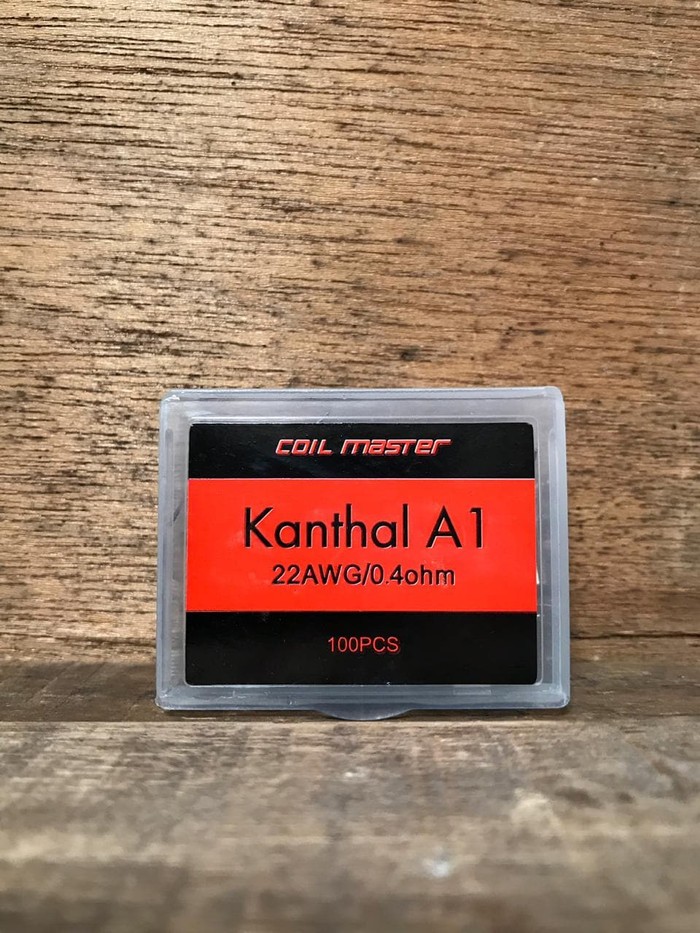 COIL MASTER
Kanthal A1
22AWG/0.4ohm
100PCS